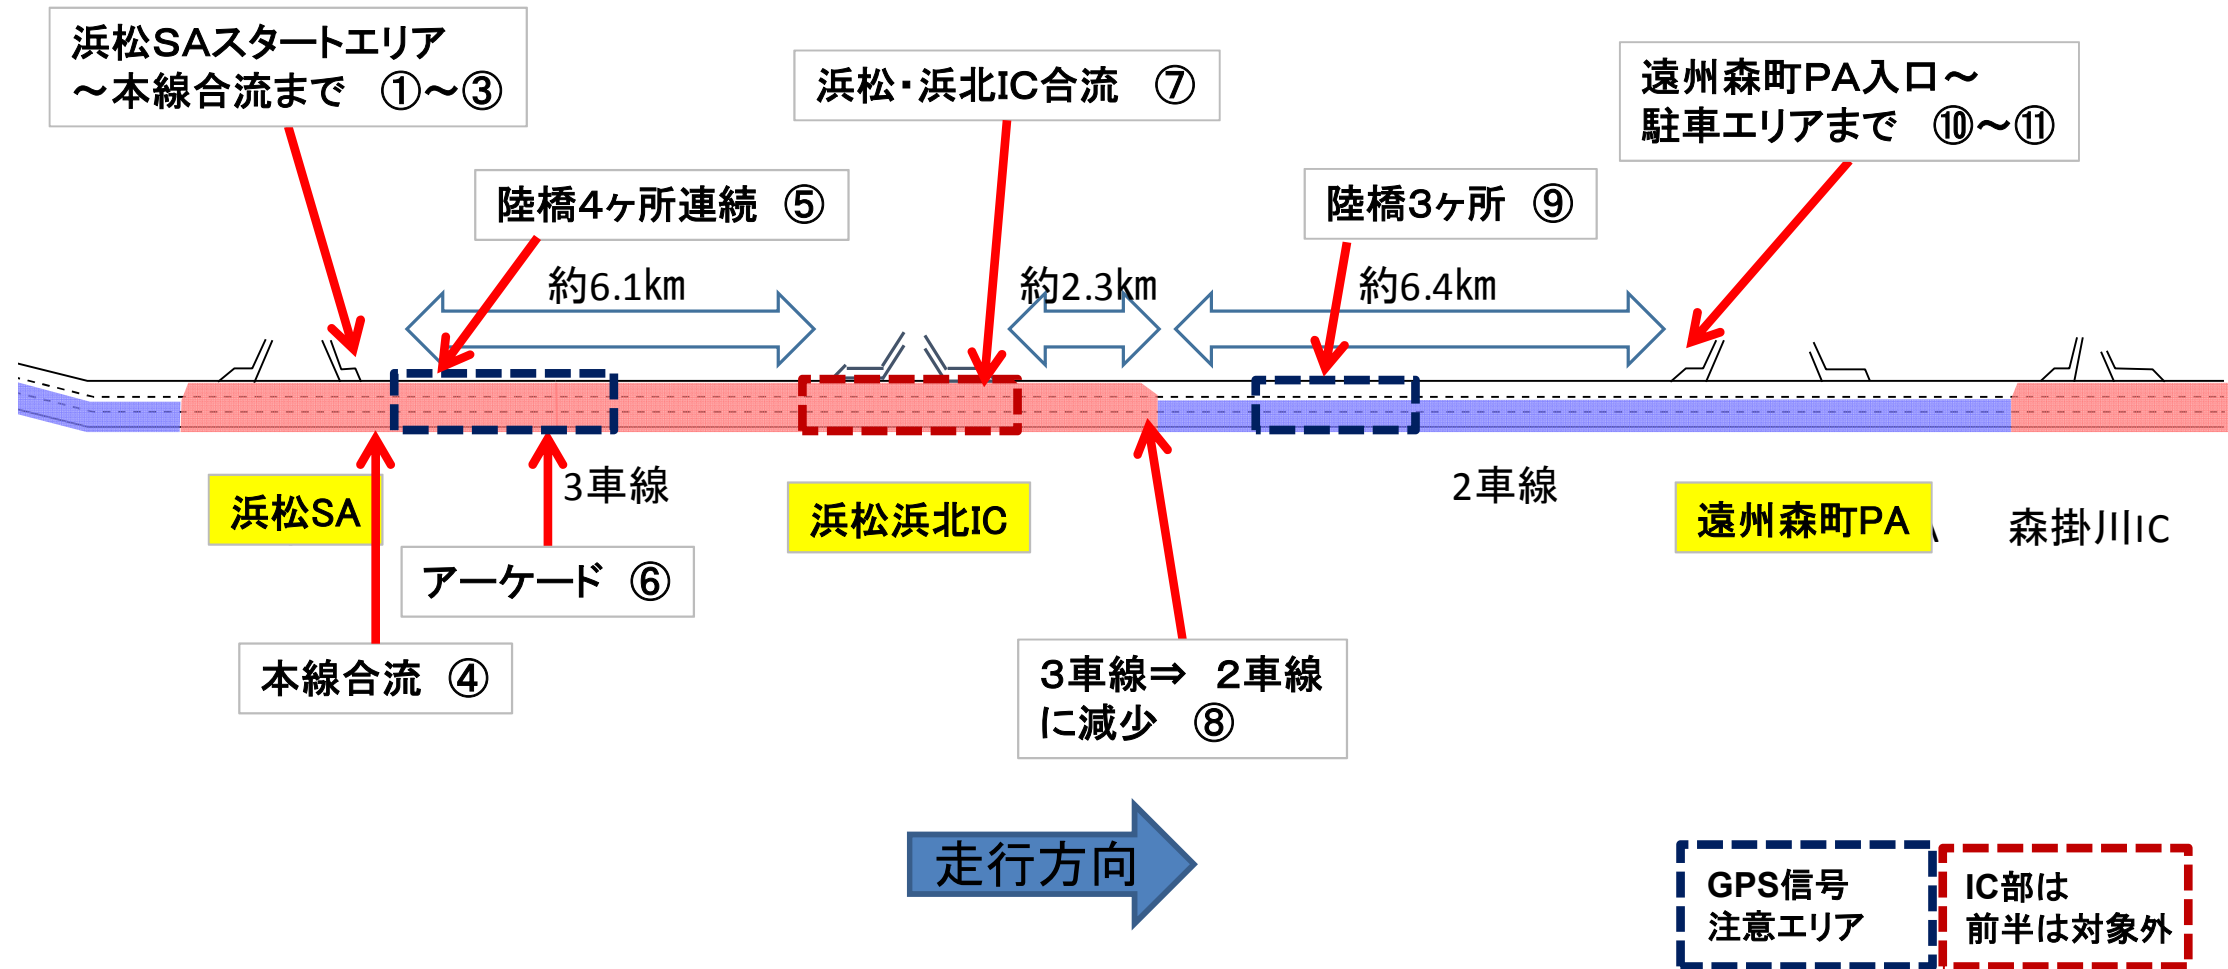 浜松SAスタートエリア
～本線合流まで　①～③
浜松・浜北IC合流　⑦
遠州森町PA入口～
駐車エリアまで　⑩～⑪
陸橋4ヶ所連続　⑤
陸橋3ヶ所　⑨
約6.1km
約2.3km
約6.4km
3車線
2車線
浜松SA
浜松浜北IC
遠州森町PA
森掛川IC
アーケード　⑥
本線合流　④
3車線⇒　2車線
に減少　⑧
走行方向
GPS信号
注意エリア
IC部は
前半は対象外